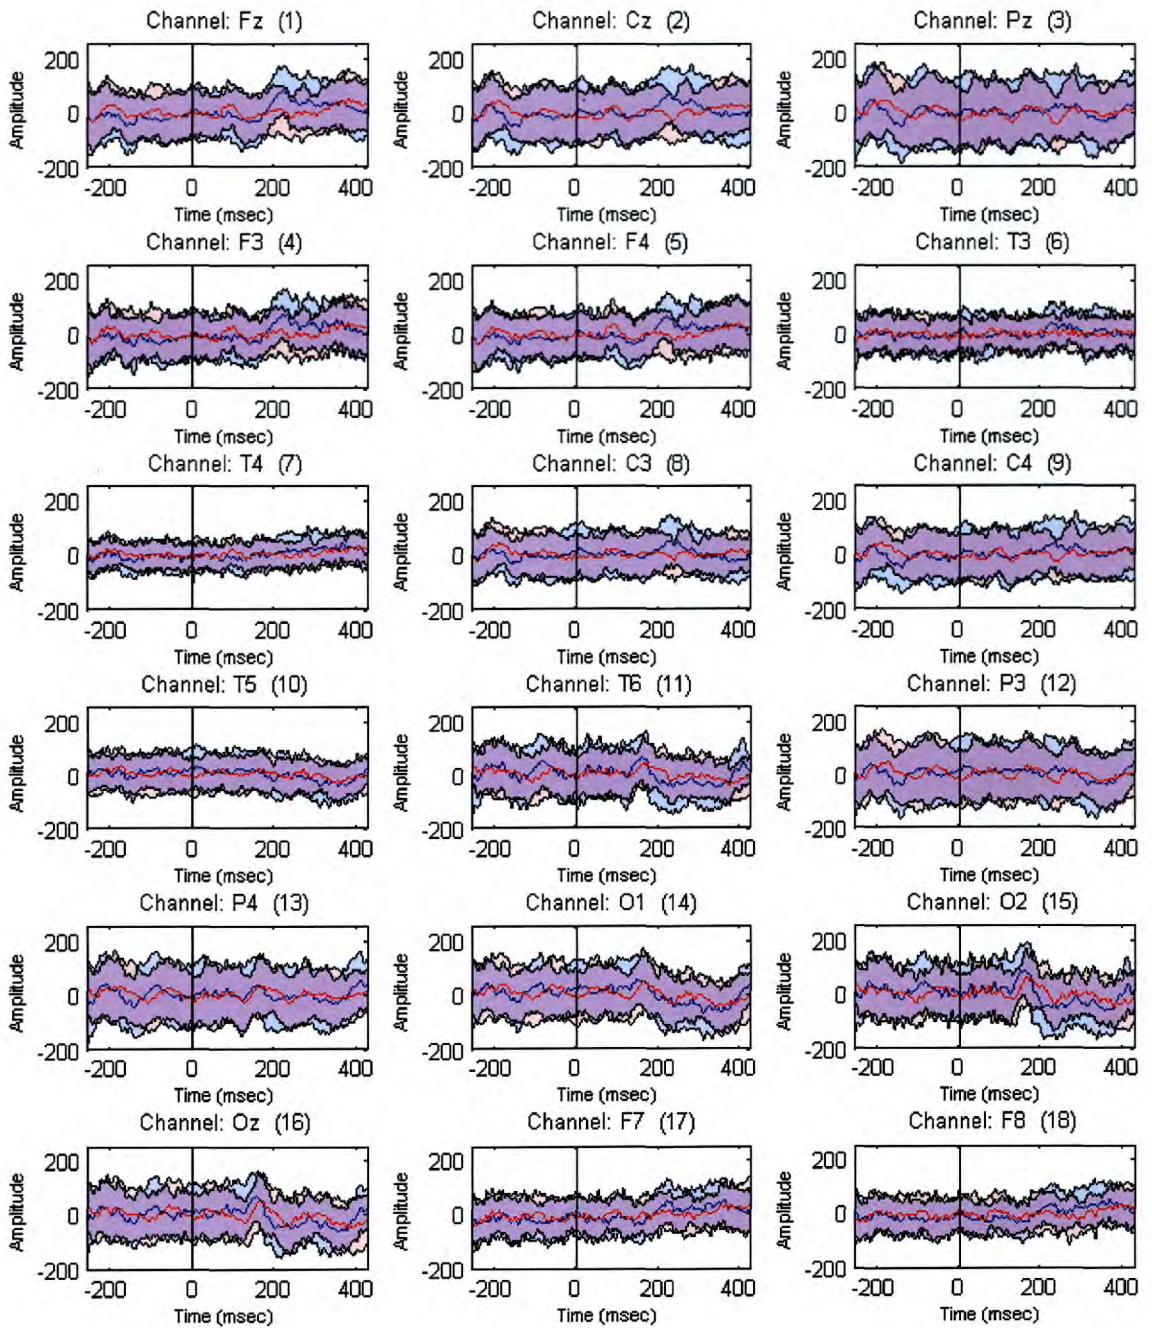 Channel: Fz (1) Channel: Cz (2) Channel: Pz (3)
200 200 200
Amplitude Amplitude Amplitude
0 0 0
-200 -200 -200
-200 0 200 400 -200 0 200 400 -200 0 200 400
Time (msec) Time (msec) Time (msec)
Channel: F3 (4) Channel: F4 (5) Channel: T3 (6)
200 200 200
Amplitude Amplitude Amplitude
0 0 0
-200 -200 -200
-200 0 200 400 -200 0 200 400 -200 0 200 400
Time (msec) Time (msec) Time (msec)
Channel: T4 (7) Channel: C3 (8) Channel: C4 (9)
200 200 200
Amplitude Amplitude Amplitude
0 0 0
-200 -200 -200
-200 0 200 400 -200 0 200 400 -200 0 200 400
Time (msec) Time (msec) Time (msec)
Channel: T5 (10) Channel: T6 (11) Channel: P3 (12)
200 200 200
Amplitude Amplitude Amplitude
0 0 0
-200 -200 -200
-200 0 200 400 -200 0 200 400 -200 0 200 400
Time (msec) Time (msec) Time (msec)
Channel: P4 (13) Channel: O1 (14) Channel: O2 (15)
200 200 200
Amplitude Amplitude Amplitude
0 0 0
-200 -200 -200
-200 0 200 400 -200 0 200 400 -200 0 200 400
Time (msec) Time (msec) Time (msec)
Channel: Oz (16) Channel: F7 (17) Channel: F8 (18)
200 200 200
Amplitude Amplitude Amplitude
0 0 0
-200 -200 -200
-200 0 200 400 -200 0 200 400 -200 0 200 400
Time (msec) Time (msec) Time (msec)